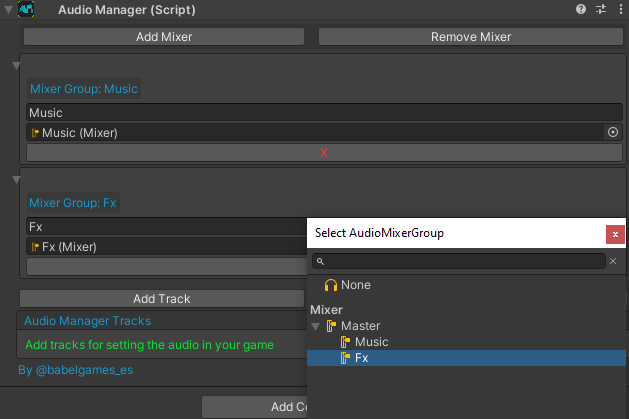 Audio Manager (Script)
Add Mixer
Remove Mixer
Mixer Group: Music
Music
Music (Mixer)
X
Mixer Group: Fx
Fx
Fx (Mixer)
Select AudioMixerGroup
x
None
Mixer
Master
Music
Fx
Add Track
Audio Manager Tracks
Add tracks for setting the audio in your game
By @babelgames_es
Add Co